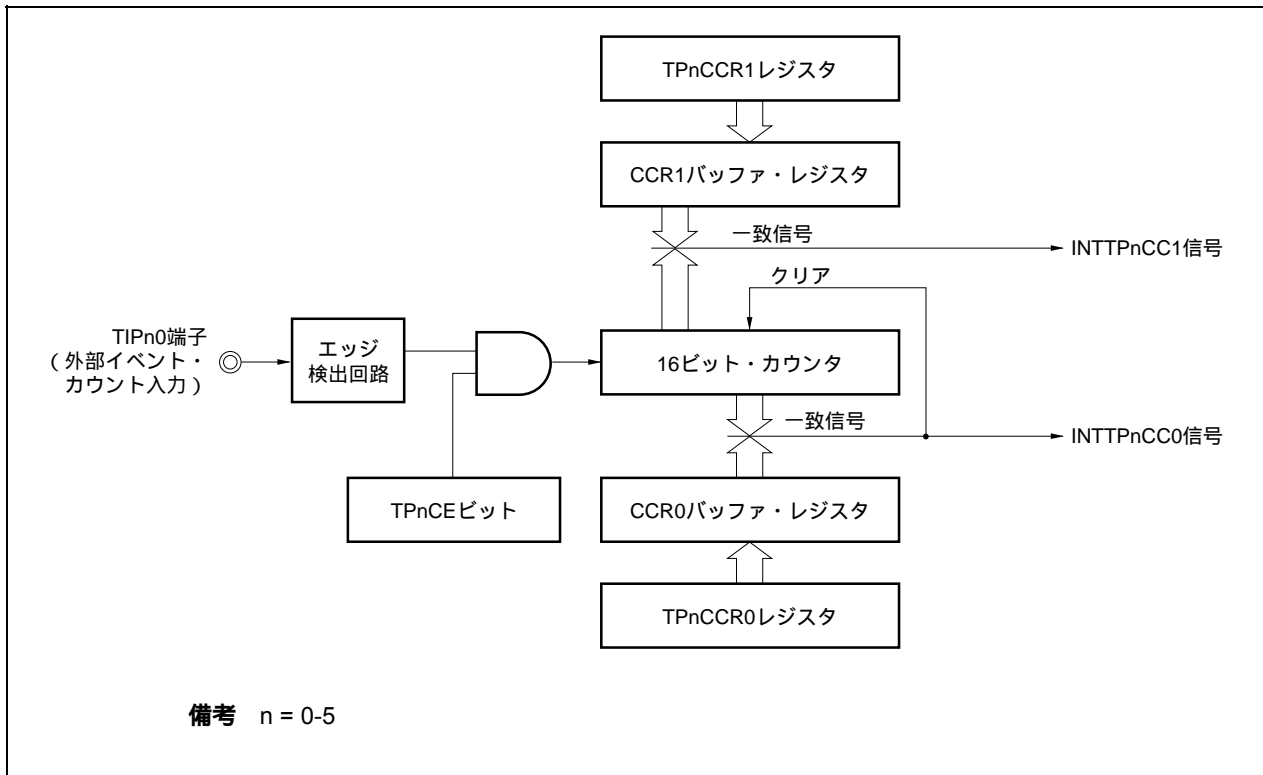 TPnCCR1レジスタ
CCR1バッファ・レジスタ
一致信号
INTTPnCC1信号
クリア
TIPn0端子
（外部イベント・
カウント入力）
エッジ
検出回路
16ビット・カウンタ
一致信号
INTTPnCC0信号
TPnCEビット
CCR0バッファ・レジスタ
TPnCCR0レジスタ
備考 n = 0-5